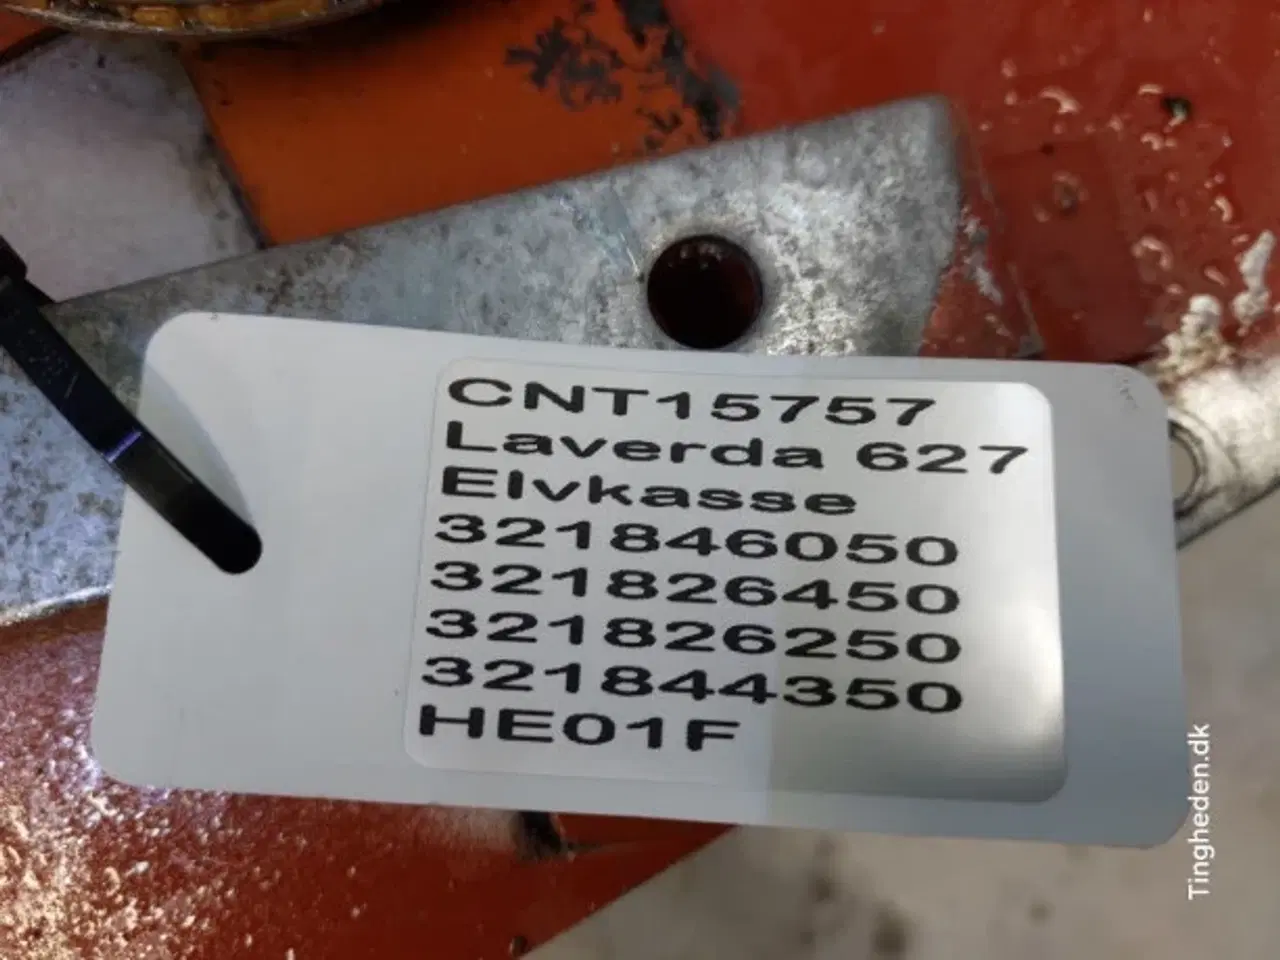 CNT15757
Laverda 627
Elvkasse
321846050
321826450
321826250
321844350
HE01F
Tingheden.dk